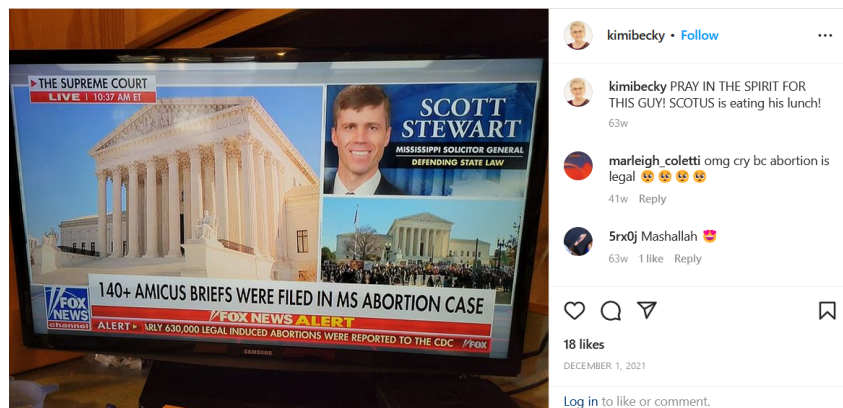 THE SUPREME COURT
LIVE | 10:37 AM ET
SCOTT
STEWART
MISSISSIPPI SOLICITOR GENERAL
DEFENDING STATE LAW
140+ AMICUS BRIEFS WERE FILED IN MS ABORTION CASE
FOX NEWS ALERT
FOX
NEWS
channel
ALERT ARLY 630,000 LEGAL INDUCED ABORTIONS WERE REPORTED TO THE CDC FOX
SAMSUNG
kimibecky • Follow
kimibecky PRAY IN THE SPIRIT FOR
THIS GUY! SCOTUS is eating his lunch!
63w
marleigh_coletti omg cry bc abortion is
legal 🥺🥺🥺🥺
41w Reply
5rx0j Mashallah 🤩
63w 1 like Reply
18 likes
DECEMBER 1, 2021
Log in to like or comment.